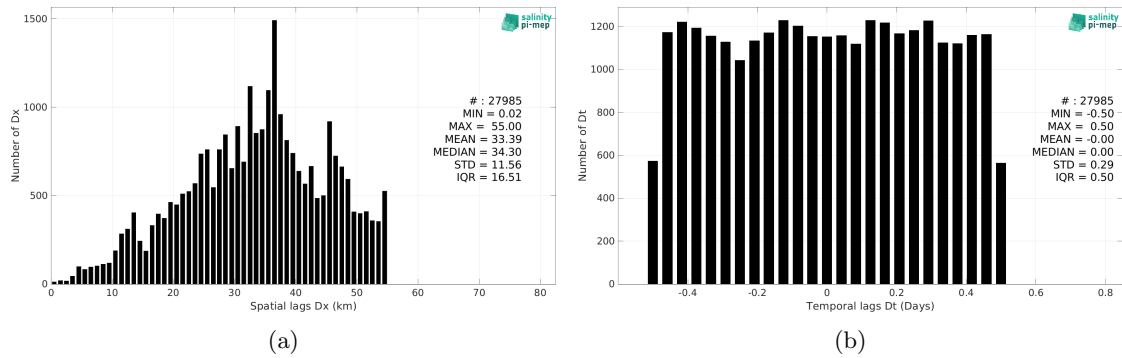 1500
1000
500
0
0
10
20
30
40
50
60
70
80
Number of Dx
Spatial lags Dx (km)
salinity
pi-mep
# : 27985
MIN = 0.02
MAX = 55.00
MEAN = 33.39
MEDIAN = 34.30
STD = 11.56
IQR = 16.51
(a)
1200
1000
800
600
400
200
0
-0.4
-0.2
0
0.2
0.4
0.6
0.8
Number of Dt
Temporal lags Dt (Days)
salinity
pi-mep
# : 27985
MIN = -0.50
MAX = 0.50
MEAN = -0.00
MEDIAN = 0.00
STD = 0.29
IQR = 0.50
(b)